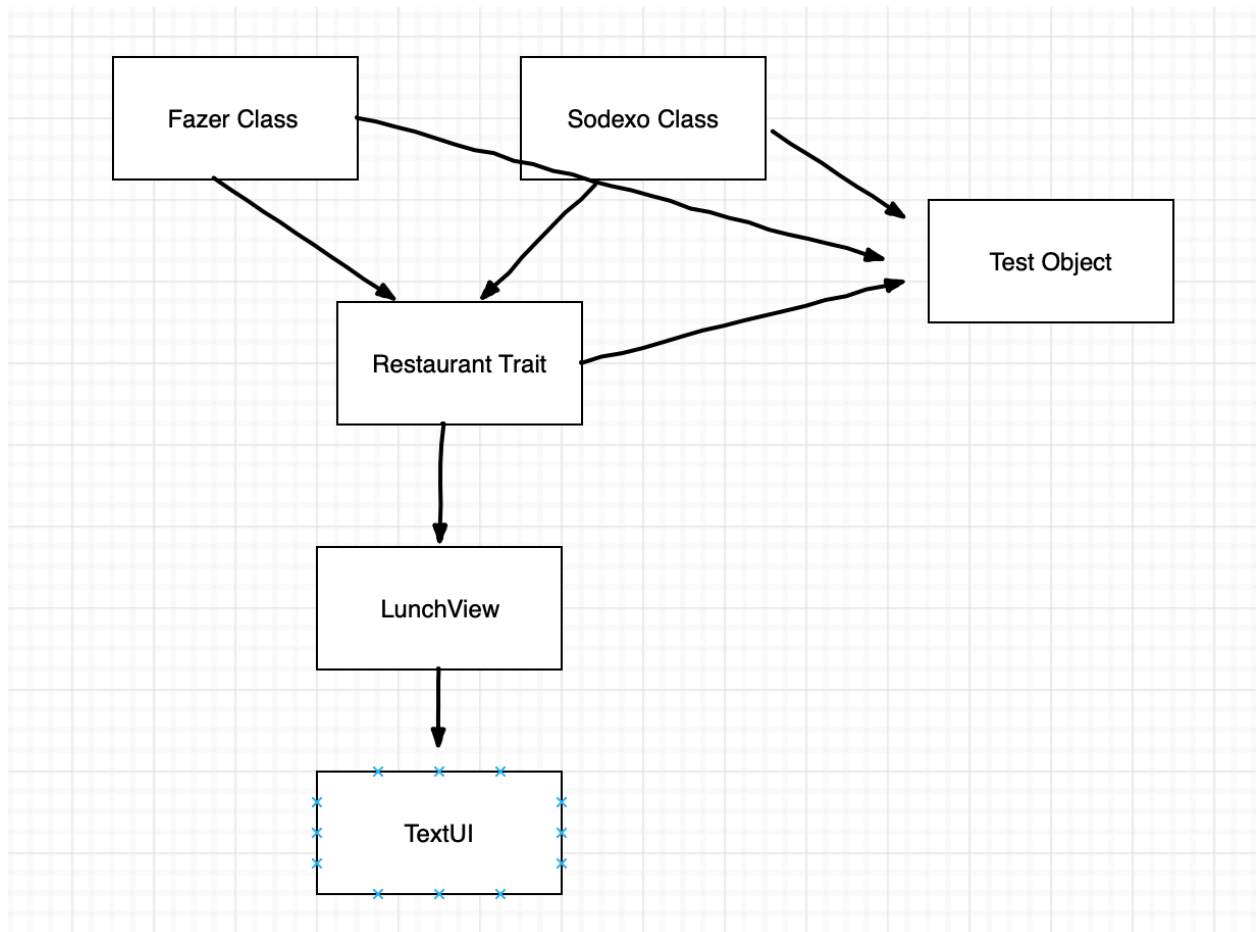 Fazer Class
Sodexo Class
Test Object
Restaurant Trait
LunchView
TextUI